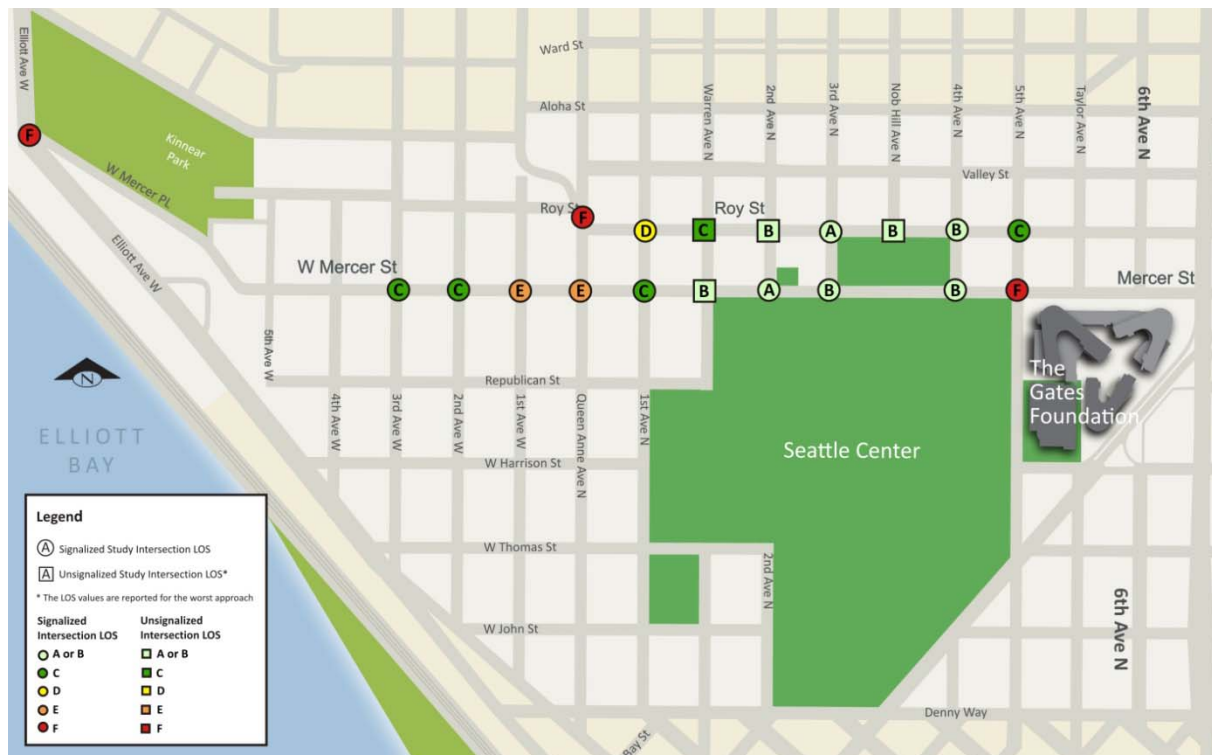 Elliott Ave W
Ward St
Aloha St
Warren Ave N
2nd Ave N
3rd Ave N
Nob Hill Ave N
4th Ave N
5th Ave N
Taylor Ave N
6th Ave N
Kinnear
Park
F
W Mercer PL
Valley St
Roy St
F
Roy St
D
C
B
A
B
B
C
Elliott Ave W
W Mercer St
Mercer St
C
C
E
E
C
B
A
B
B
F
5th Ave W
Republican St
The
Gates
Foundation
4th Ave W
3rd Ave W
2nd Ave W
1st Ave W
Queen Anne Ave N
1st Ave N
N
ELLIOTT
BAY
Seattle Center
W Harrison St
W Thomas St
2nd Ave N
W John St
6th Ave N
Denny Way
Bay St
Legend
A Signalized Study Intersection LOS
A Unsignalized Study Intersection LOS*
* The LOS values are reported for the worst approach
Signalized
Intersection LOS
A or B
C
D
E
F
Unsignalized
Intersection LOS
A or B
C
D
E
F